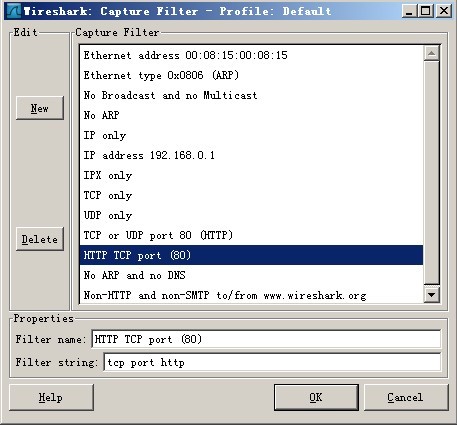 Wireshark: Capture Filter - Profile: Default
Edit
Capture Filter
New
Delete
Ethernet address 00:08:15:00:08:15
Ethernet type 0x0806 (ARP)
No Broadcast and no Multicast
No ARP
IP only
IP address 192.168.0.1
IPX only
TCP only
UDP only
TCP or UDP port 80 (HTTP)
HTTP TCP port (80)
No ARP and no DNS
Non-HTTP and non-SMTP to/from www.wireshark.org
Properties
Filter name: HTTP TCP port (80)
Filter string: tcp port http
Help OK Cancel